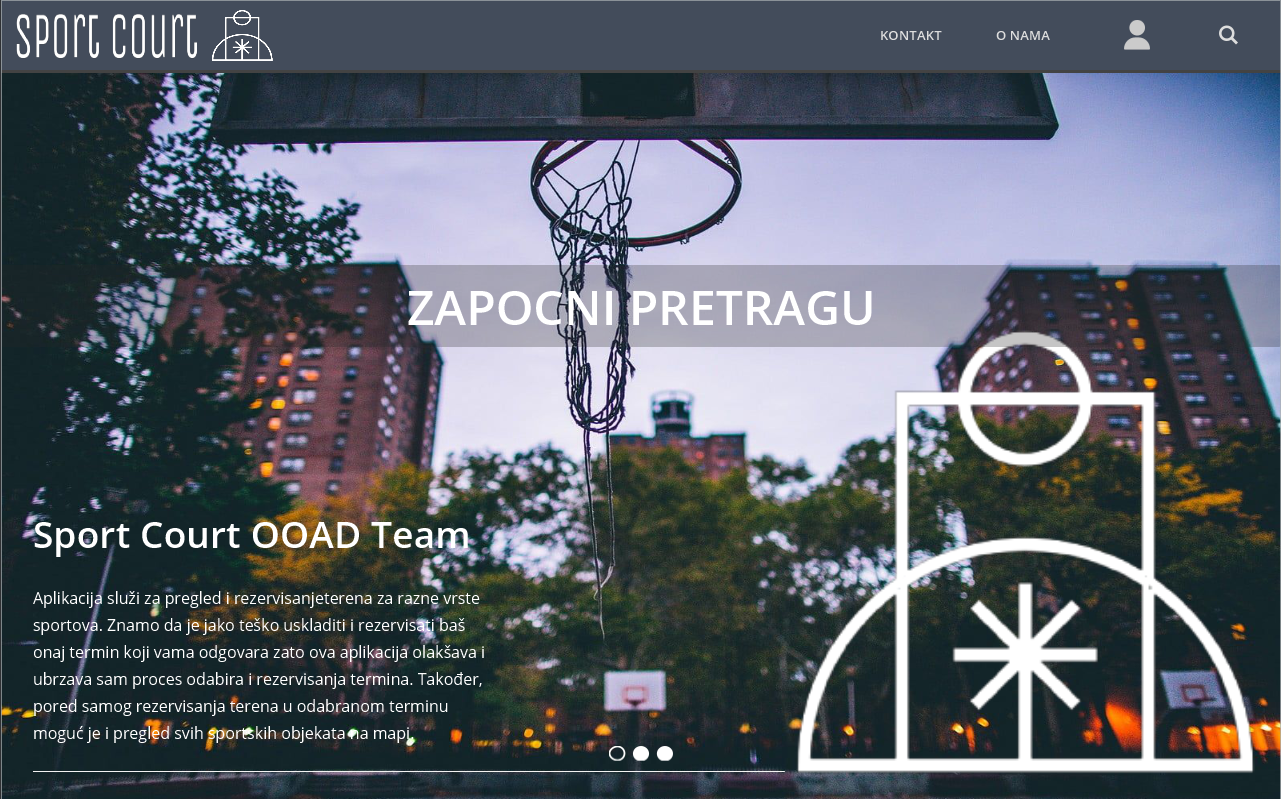 SPORT COURT
KONTAKT
O NAMA
ZAPOCNI PRETRAGU
Sport Court OOAD Team
Aplikacija služi za pregled i rezervisanjeterena za razne vrste
sportova. Znamo da je jako teško uskladiti i rezervisati baš
onaj termin koji vama odgovara zato ova aplikacija olakšava i
ubrzava sam proces odabira i rezervisanja termina. Također,
pored samog rezervisanja terena u odabranom terminu
moguć je i pregled svih sportskih objekata na mapi.